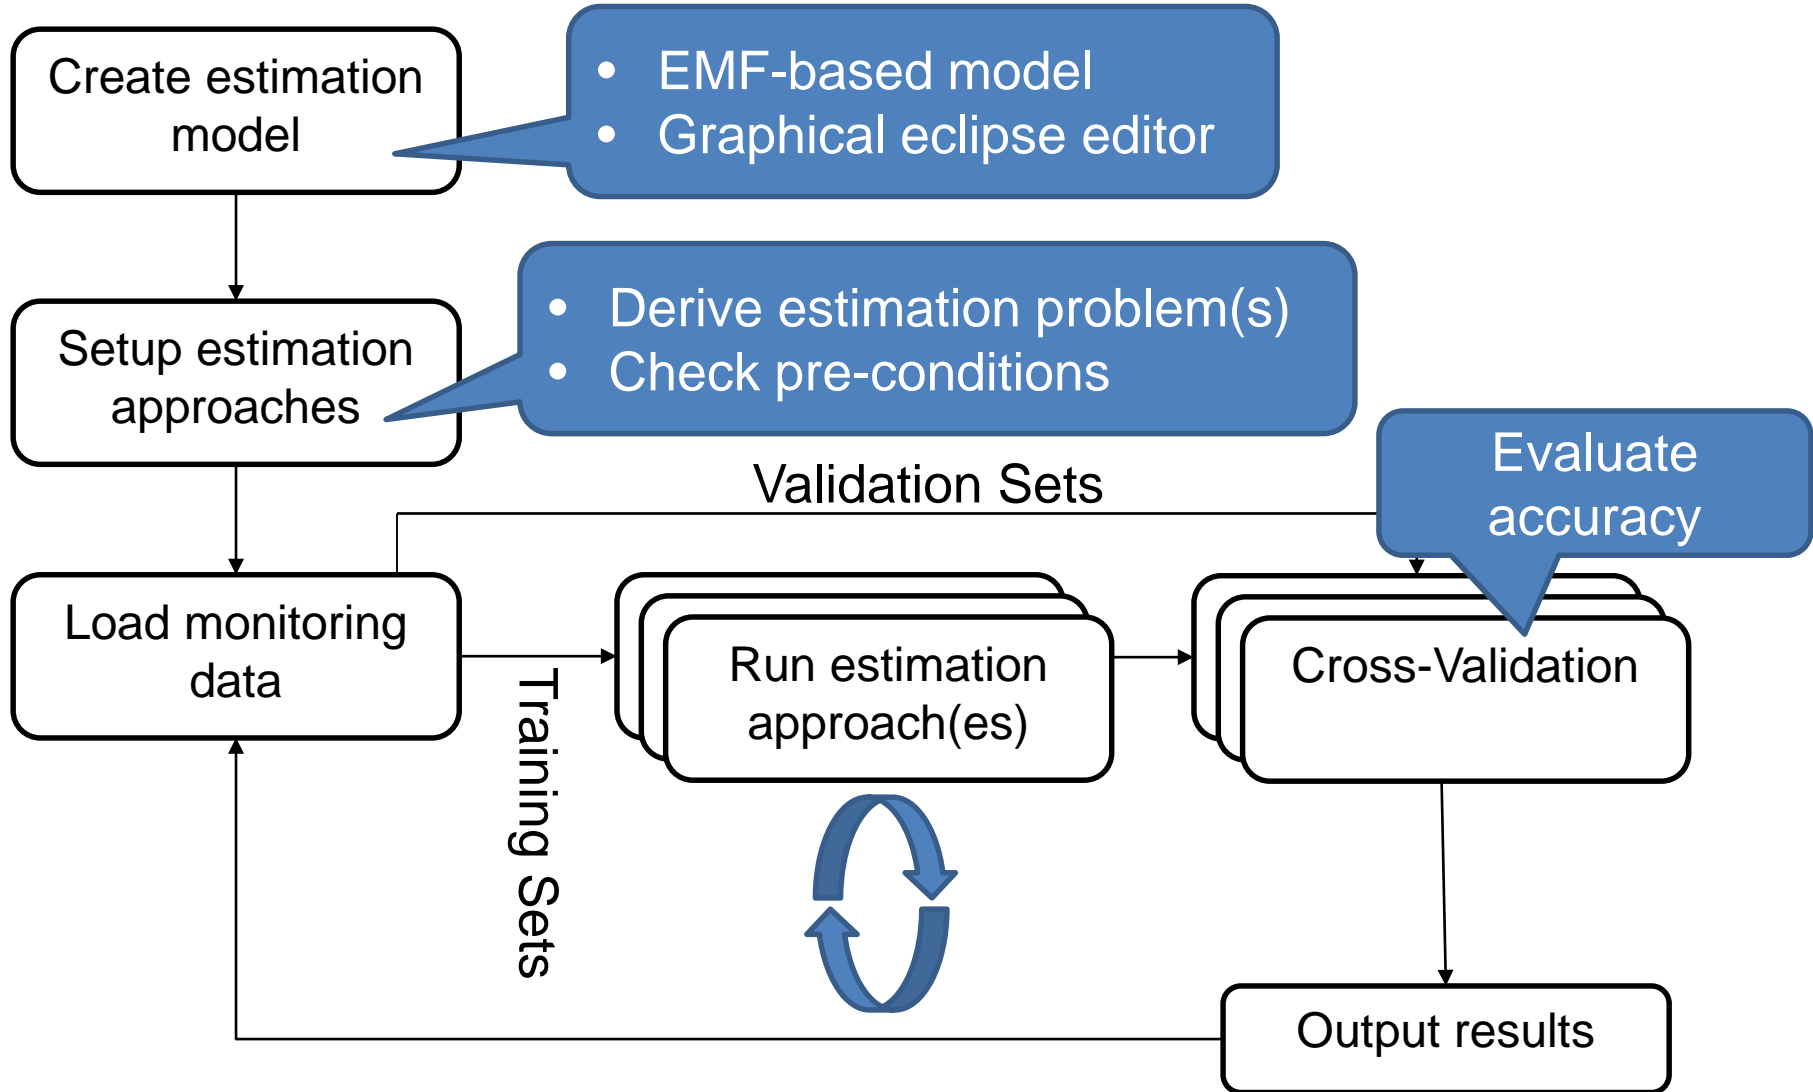 Create estimation
model
• EMF-based model
• Graphical eclipse editor
Setup estimation
approaches
• Derive estimation problem(s)
• Check pre-conditions
Validation Sets
Evaluate
accuracy
Load monitoring
data
Training Sets
Run estimation
approach(es)
Cross-Validation
Output results